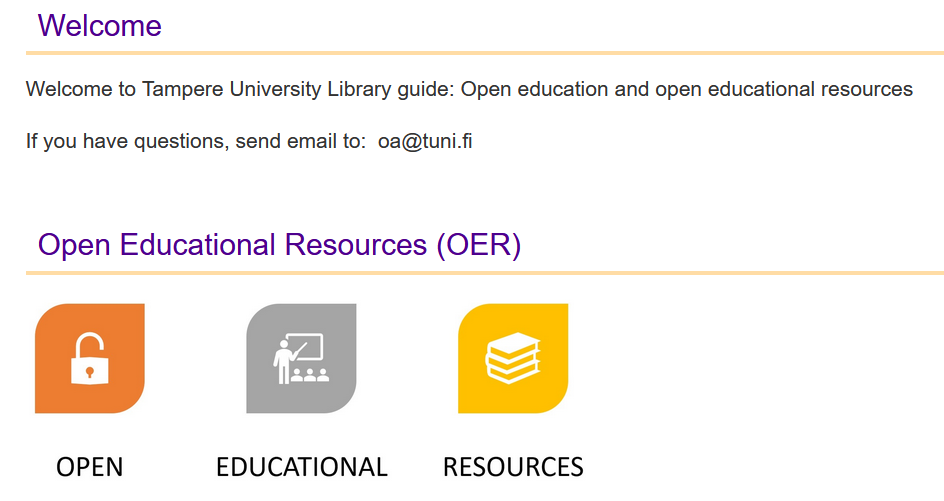 Welcome
Welcome to Tampere University Library guide: Open education and open educational resources
If you have questions, send email to: oa@tuni.fi
Open Educational Resources (OER)
OPEN EDUCATIONAL RESOURCES